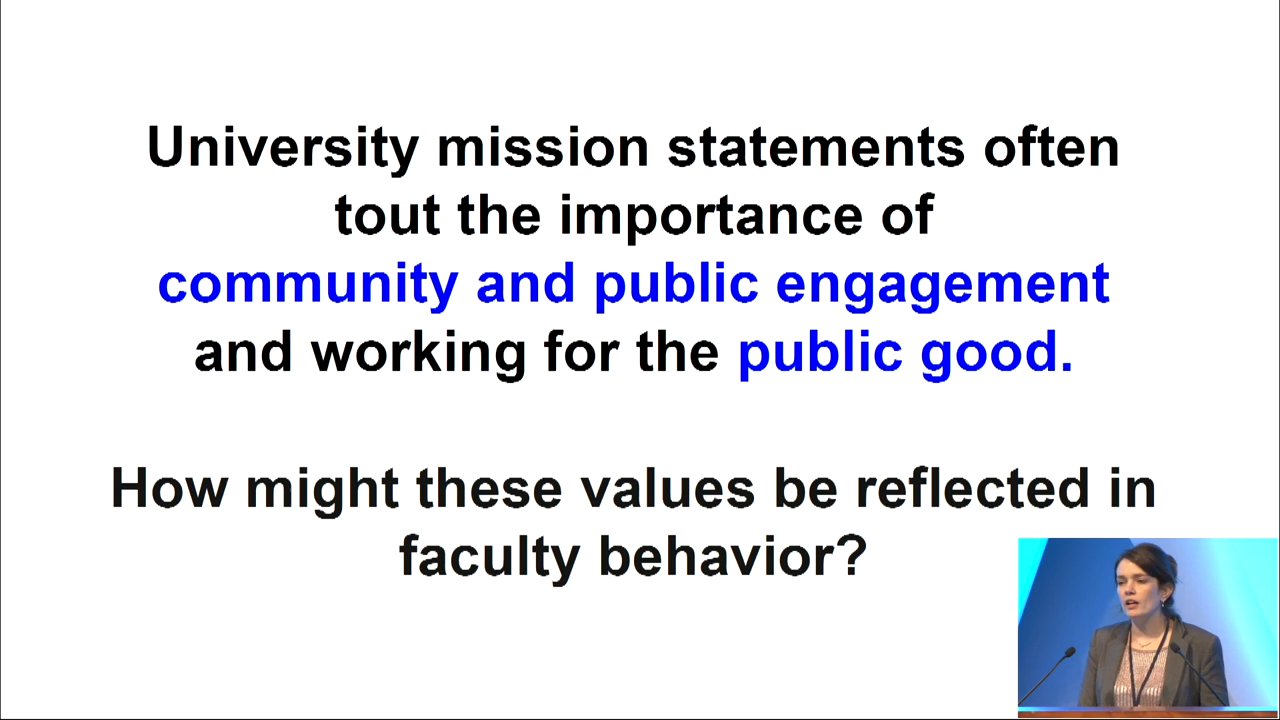 University mission statements often
tout the importance of
community and public engagement
and working for the public good.
How might these values be reflected in
faculty behavior?